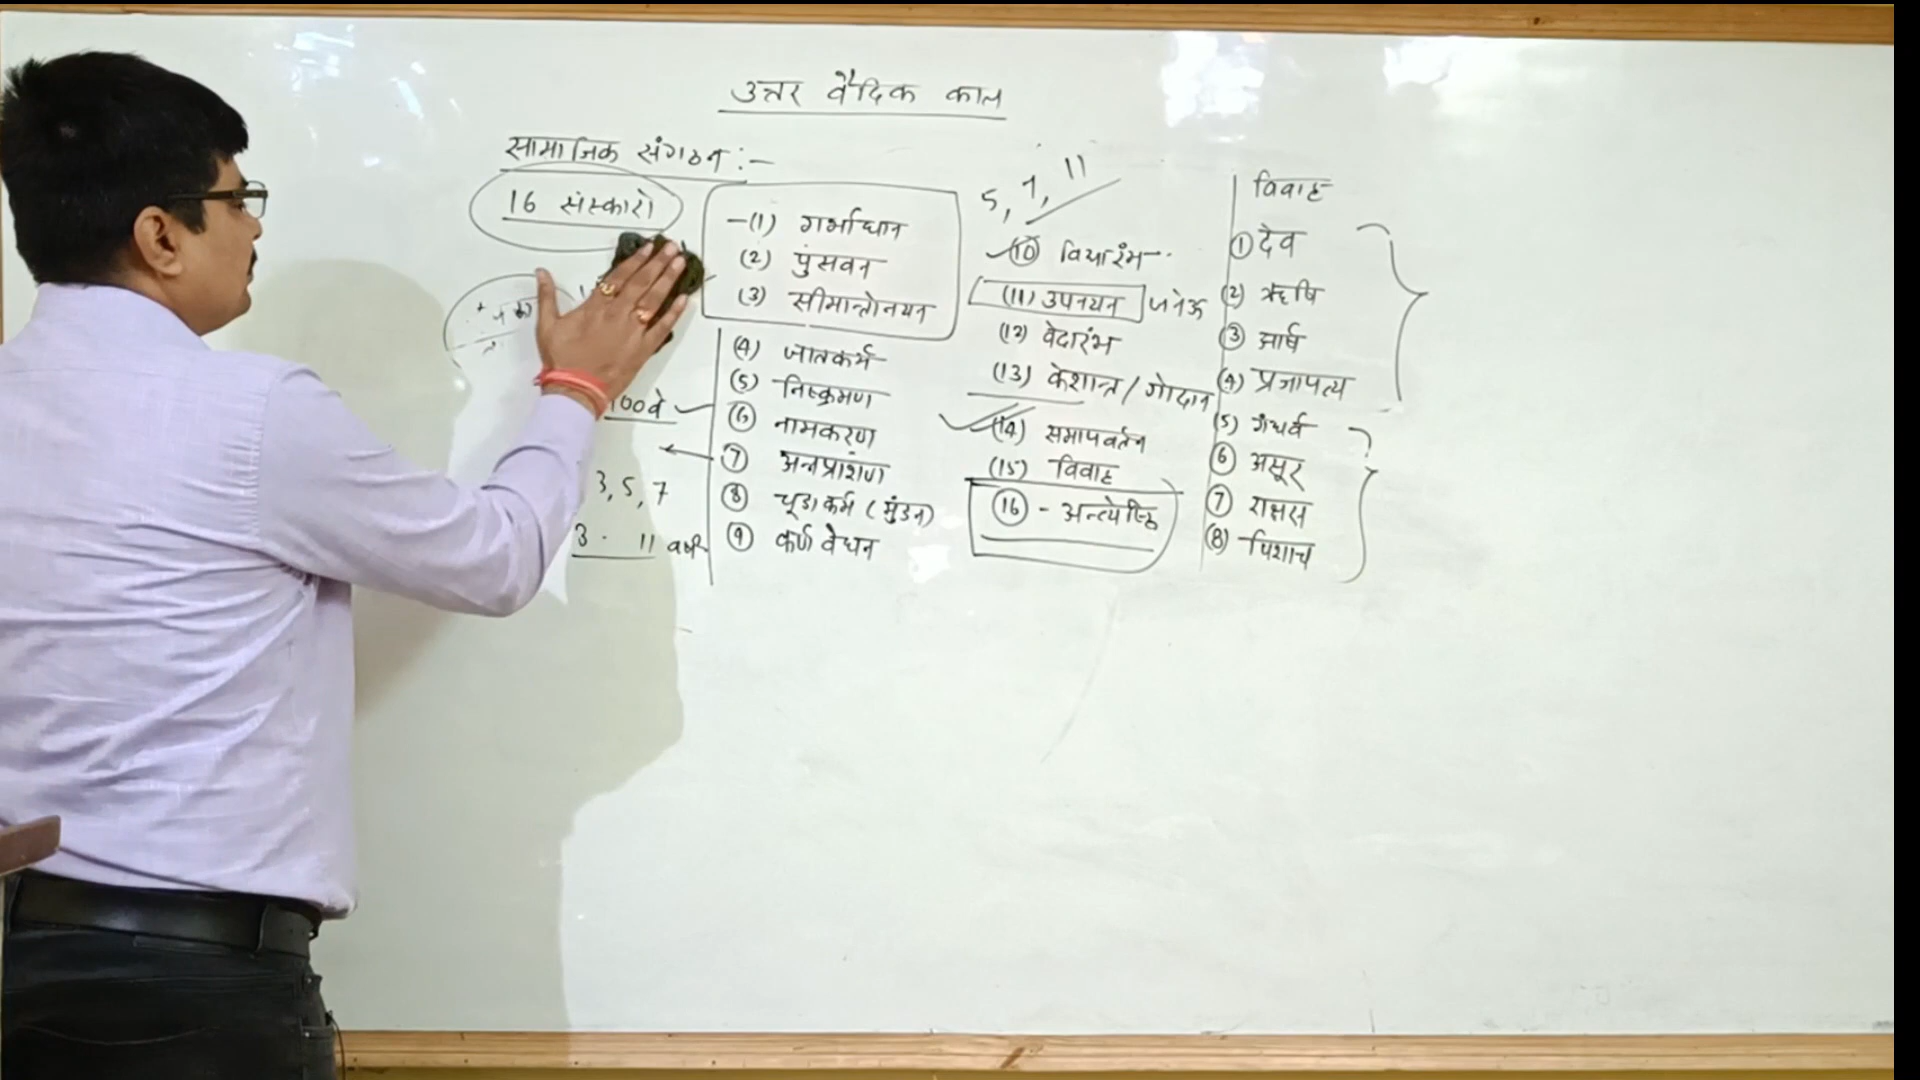 उत्तर वैदिक काल
सामाजिक संगठन :-
16 संस्कारो
-(1) गर्भाधान
(2) पुंसवन
(3) सीमान्तोनयन
(4) जातकर्म
(5) निष्क्रमण
100वे
(6) नामकरण
(7) अन्नप्राशण
3, 5, 7
(8) चूडाकर्म (मुंडन)
3 - 11 वर्ष
(9) कर्ण वेधन
5, 7, 11
(10) विद्यारंभ
(11) उपनयन जनेऊ
(12) वेदारंभ
(13) केशान्त / गोदान
(14) समापवर्तन
(15) विवाह
(16) - अन्त्येष्ठि
विवाह
(1) देव
(2) ऋषि
(3) आर्ष
(4) प्रजापत्य
(5) गंधर्व
(6) असूर
(7) राक्षस
(8) पिशाच